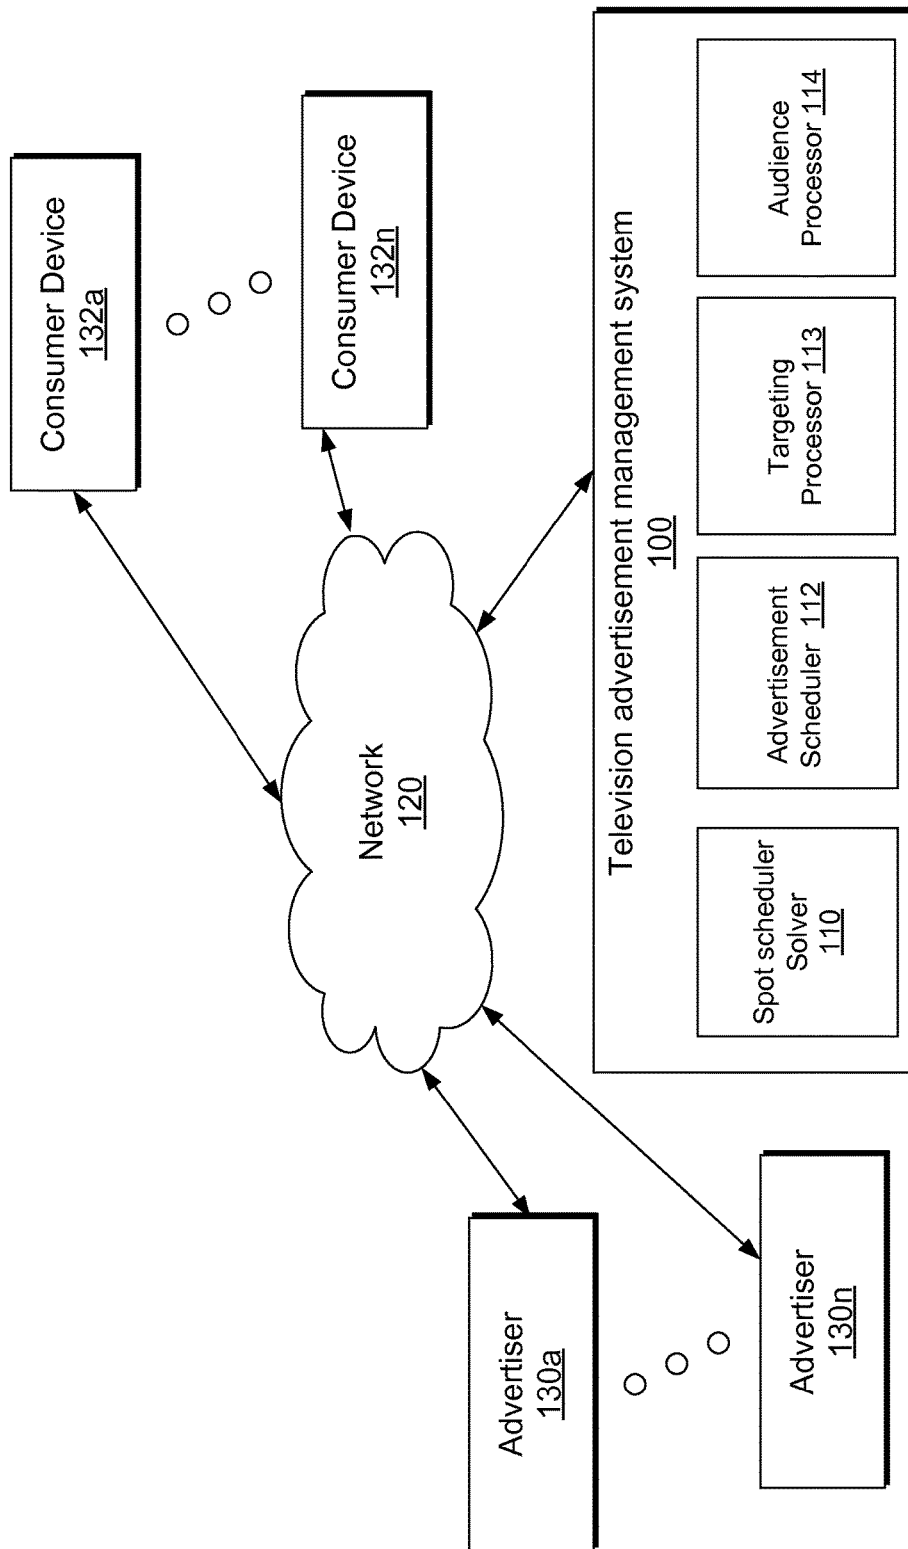 Consumer Device
132a
Consumer Device
132n
Network
120
Advertiser
130a
Advertiser
130n
Television advertisement management system
100
Spot scheduler
Solver
110
Advertisement
Scheduler 112
Targeting
Processor 113
Audience
Processor 114